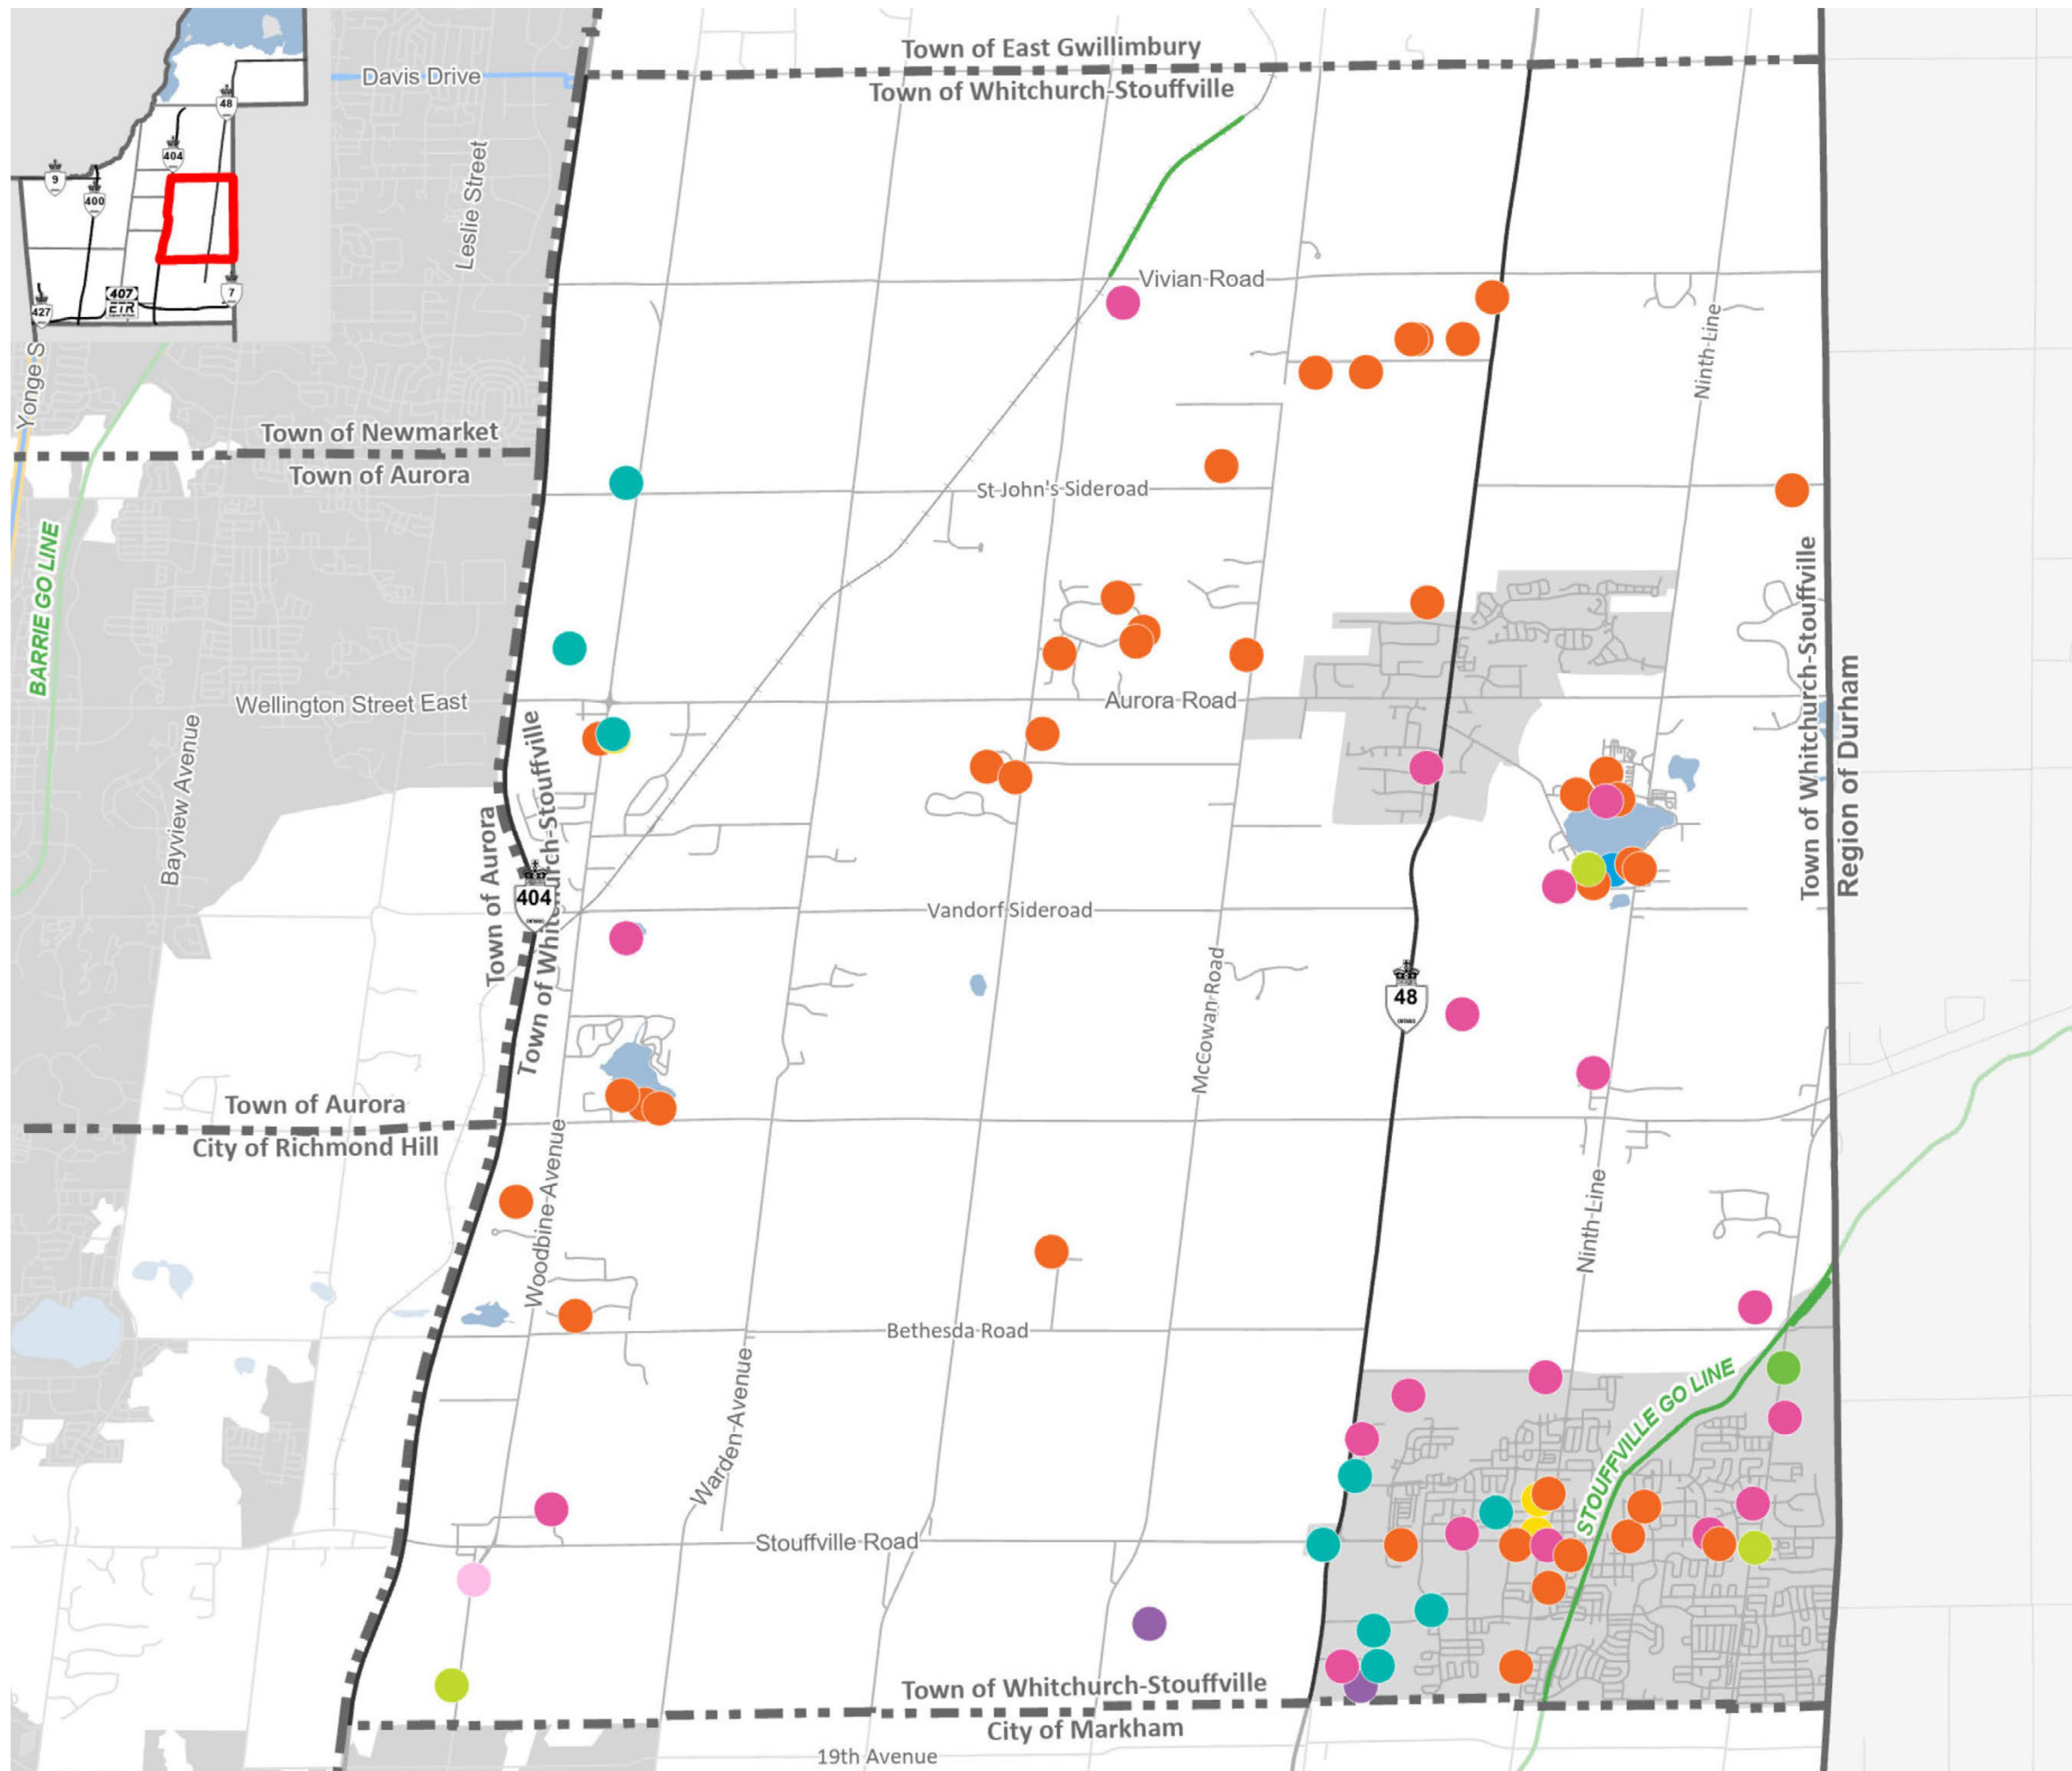 Town of East Gwillimbury
Town of Whitchurch-Stouffville
Davis Drive
Leslie Street
48
404
9
400
407
ETR
7
427
Vivian Road
Ninth Line
Yonge S
Town of Newmarket
Town of Aurora
St John's Sideroad
BARRIE GO LINE
Town of Whitchurch-Stouffville
Region of Durham
Wellington Street East
Aurora Road
Bayview Avenue
Town of Aurora
Town of Whitchurch-Stouffville
404
ONTARIO
Vandorf Sideroad
McCowan Road
48
ONTARIO
Town of Aurora
City of Richmond Hill
Woodbine Avenue
Ninth Line
Bethesda Road
Warden Avenue
STOUFFVILLE GO LINE
Stouffville Road
Town of Whitchurch-Stouffville
City of Markham
19th Avenue